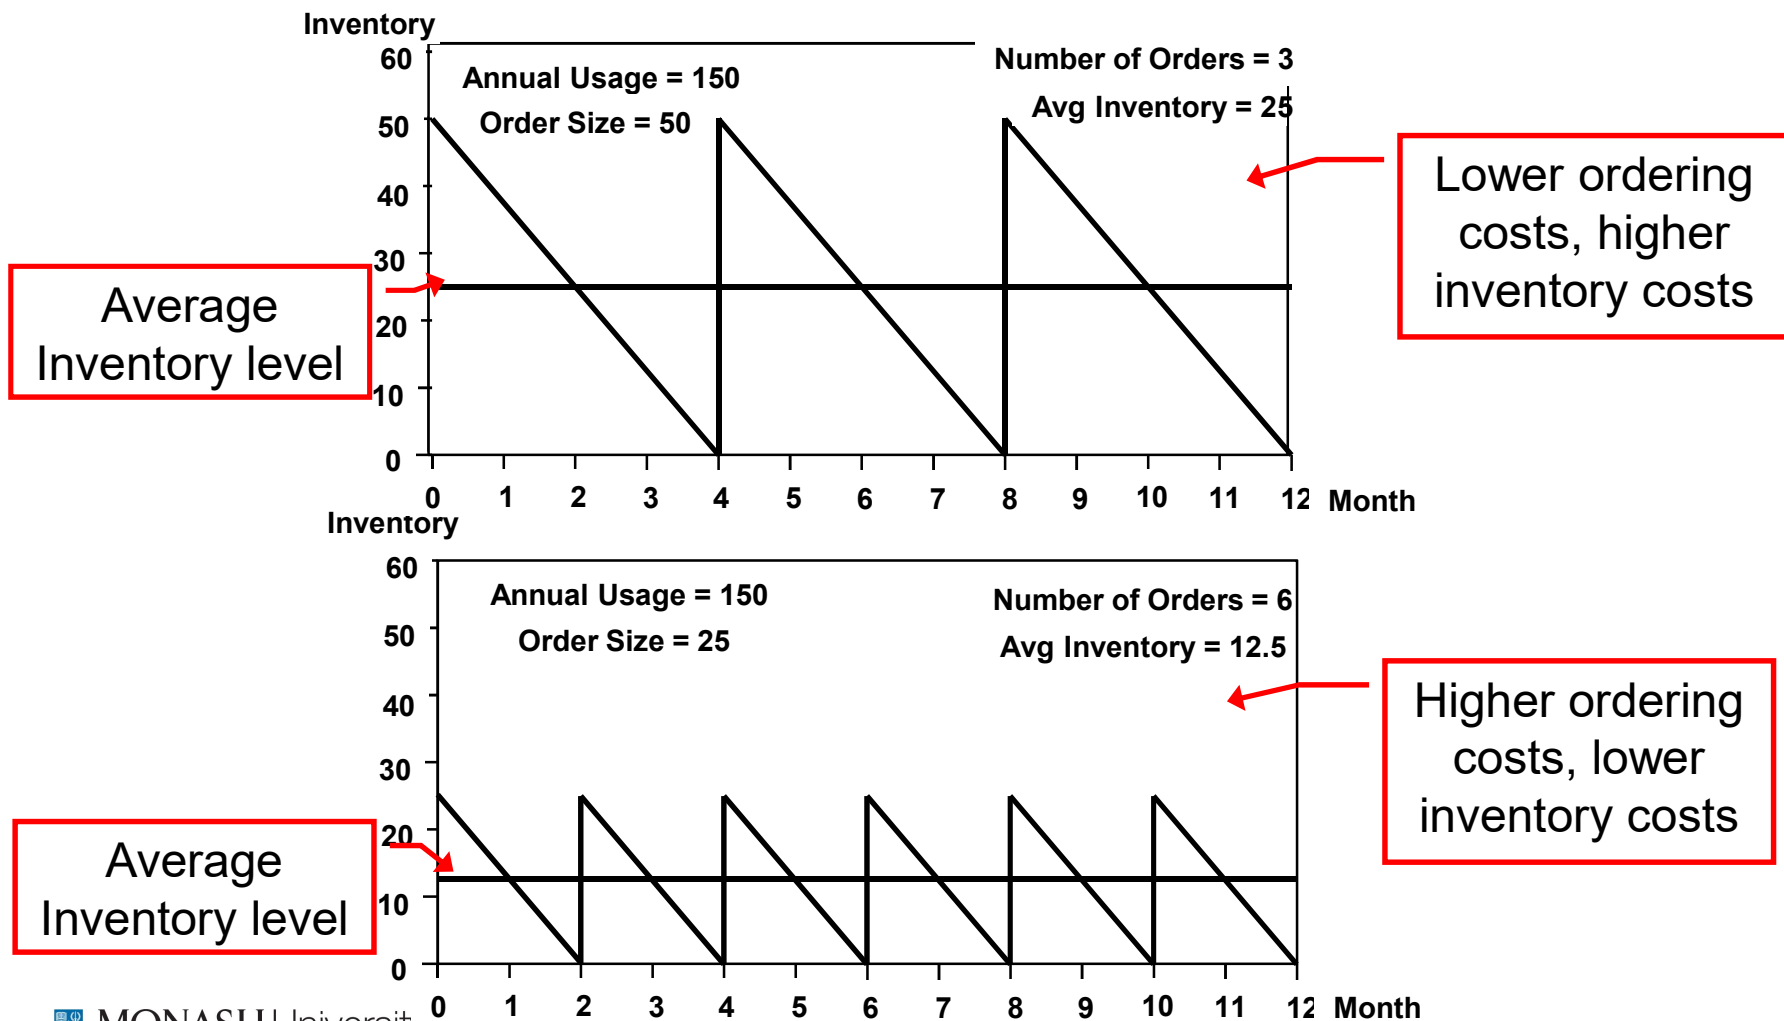 Inventory
60
Annual Usage = 150
Number of Orders = 3
Order Size = 50
Avg Inventory = 25
50
40
30
20
10
0
0 1 2 3 4 5 6 7 8 9 10 11 12 Month
Average
Inventory level
Lower ordering
costs, higher
inventory costs
Inventory
60
Annual Usage = 150
Number of Orders = 6
Order Size = 25
Avg Inventory = 12.5
50
40
30
20
10
0
0 1 2 3 4 5 6 7 8 9 10 11 12 Month
Average
Inventory level
Higher ordering
costs, lower
inventory costs
MONASH Universit